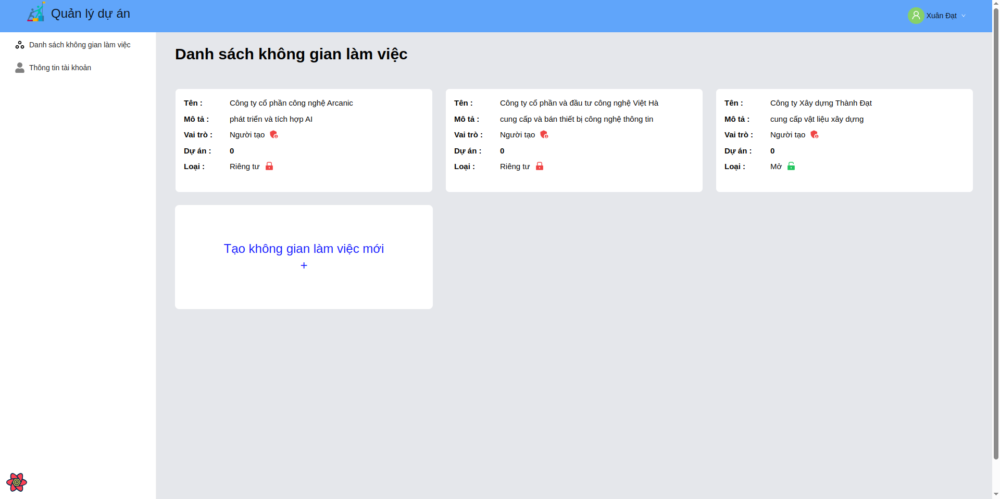 Quản lý dự án
Xuân Đạt
Danh sách không gian làm việc
Thông tin tài khoản
Danh sách không gian làm việc
Tên : Công ty cổ phần công nghệ Arcanic
Mô tả : phát triển và tích hợp AI
Vai trò : Người tạo
Dự án : 0
Loại : Riêng tư
Tên : Công ty cổ phần và đầu tư công nghệ Việt Hà
Mô tả : cung cấp và bán thiết bị công nghệ thông tin
Vai trò : Người tạo
Dự án : 0
Loại : Riêng tư
Tên : Công ty Xây dựng Thành Đạt
Mô tả : cung cấp vật liệu xây dựng
Vai trò : Người tạo
Dự án : 0
Loại : Mở
Tạo không gian làm việc mới
+